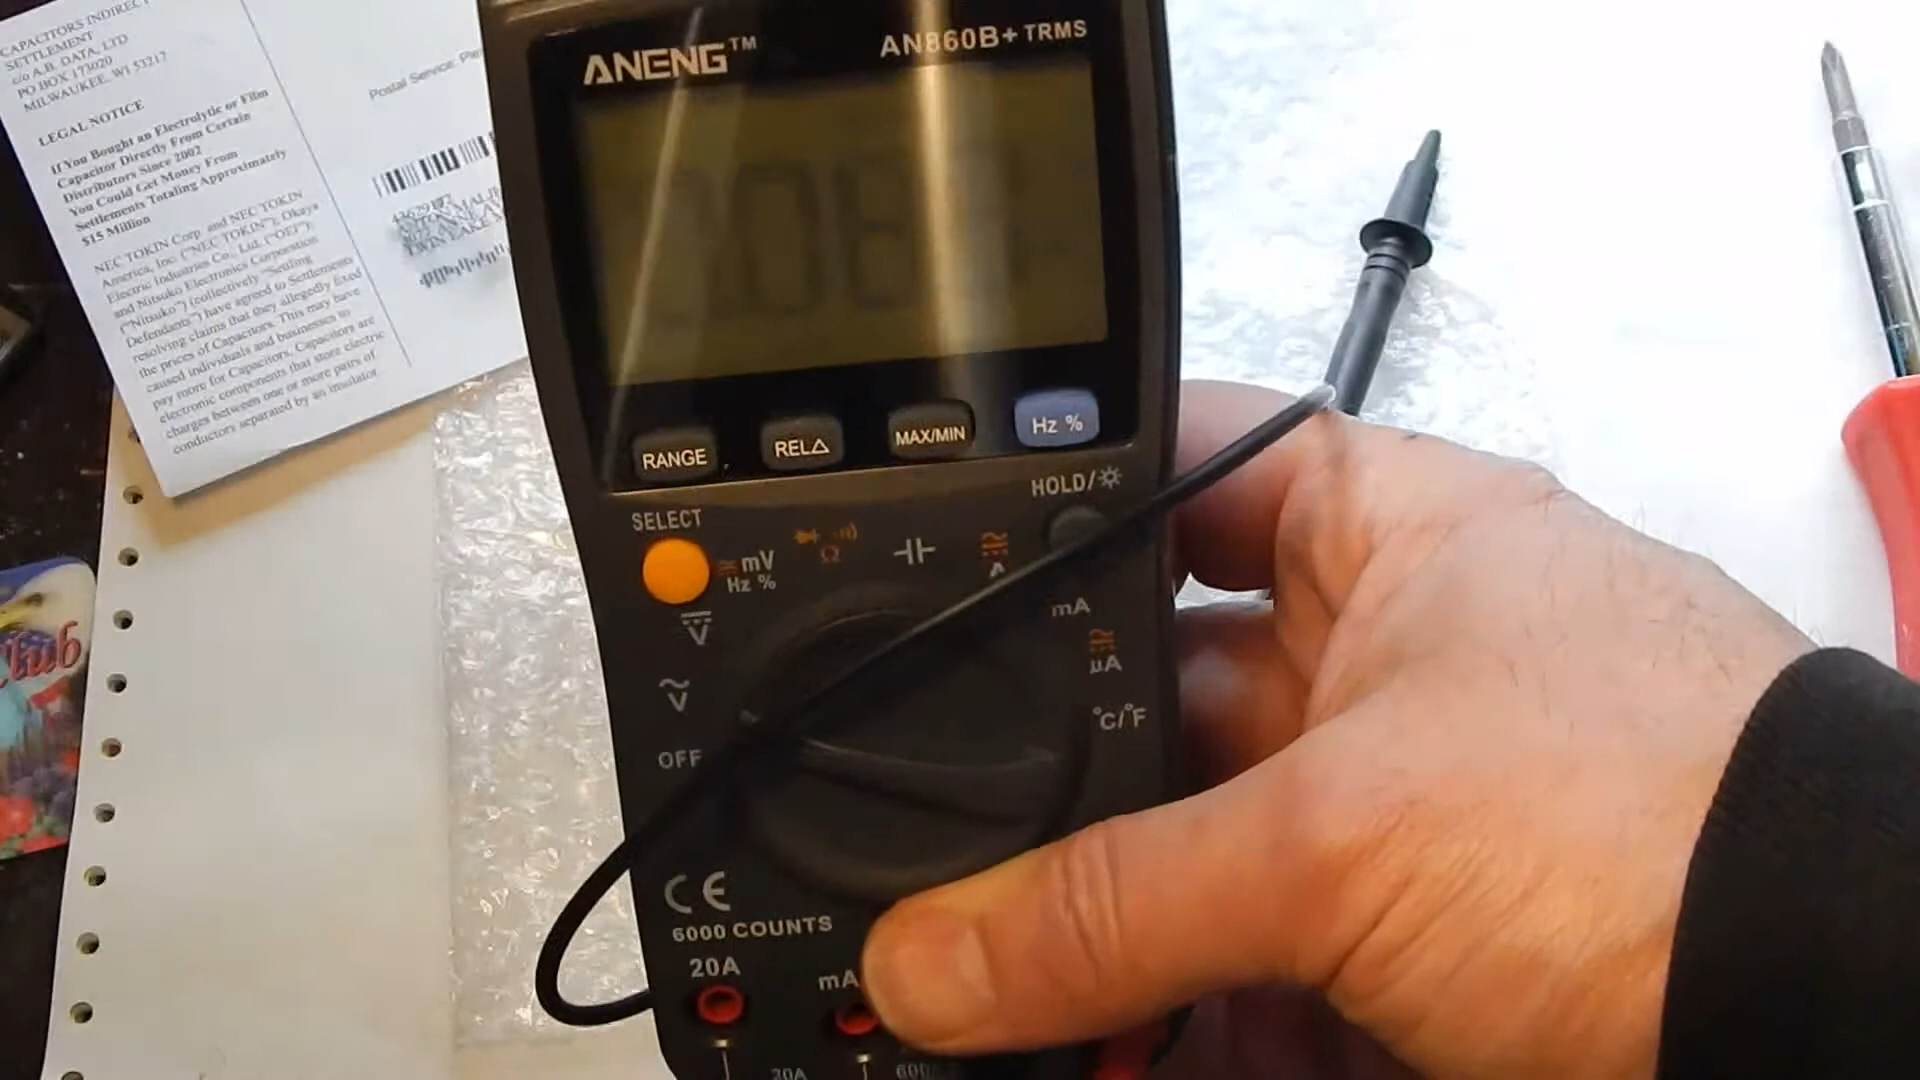 CAPACITORS INDIRECT
SETTLEMENT
c/o A.B. DATA, LTD
PO BOX 173020
MILWAUKEE, WI 53217
LEGAL NOTICE
If You Bought an Electrolytic or Film
Capacitor Directly From Certain
Distributors Since 2002
You Could Get Money From
Settlements Totaling Approximately
$15 Million
NEC TOKIN Corp. and NEC TOKIN
America, Inc. ("NEC TOKIN"); Okaya
Electric Industries Co., Ltd. ("OEI");
and Nitsuko Electronics Corporation
("Nitsuko") (collectively "Settling
Defendants") have agreed to Settlements
resolving claims that they allegedly fixed
the prices of Capacitors. This may have
caused individuals and businesses to
pay more for Capacitors. Capacitors are
electronic components that store electric
charges between one or more pairs of
conductors separated by an insulator
Postal Service:
ANENG™
AN860B+ TRMS
RANGE
REL△
MAX/MIN
Hz %
HOLD/
SELECT
mV
Hz %
Ω
A
mA
V
µA
V
°C/°F
OFF
CE
6000 COUNTS
20A
mA
20A
Club